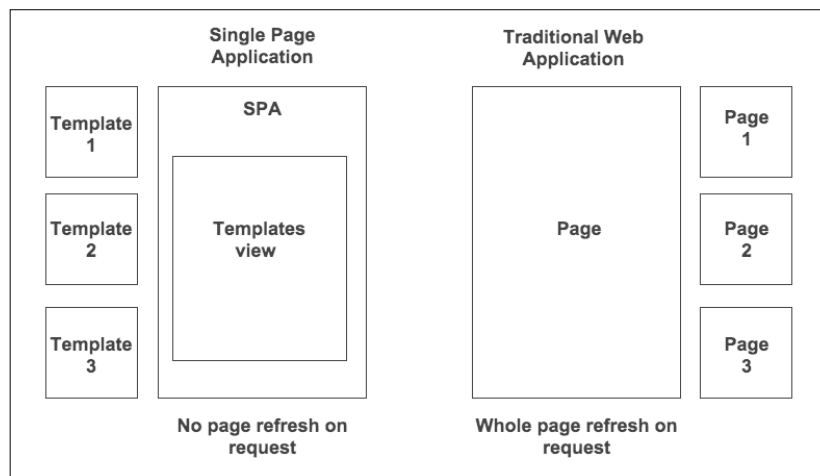 Single Page
Application
Template
1
Template
2
Template
3
SPA
Templates
view
No page refresh on
request
Traditional Web
Application
Page
Page
1
Page
2
Page
3
Whole page refresh on
request